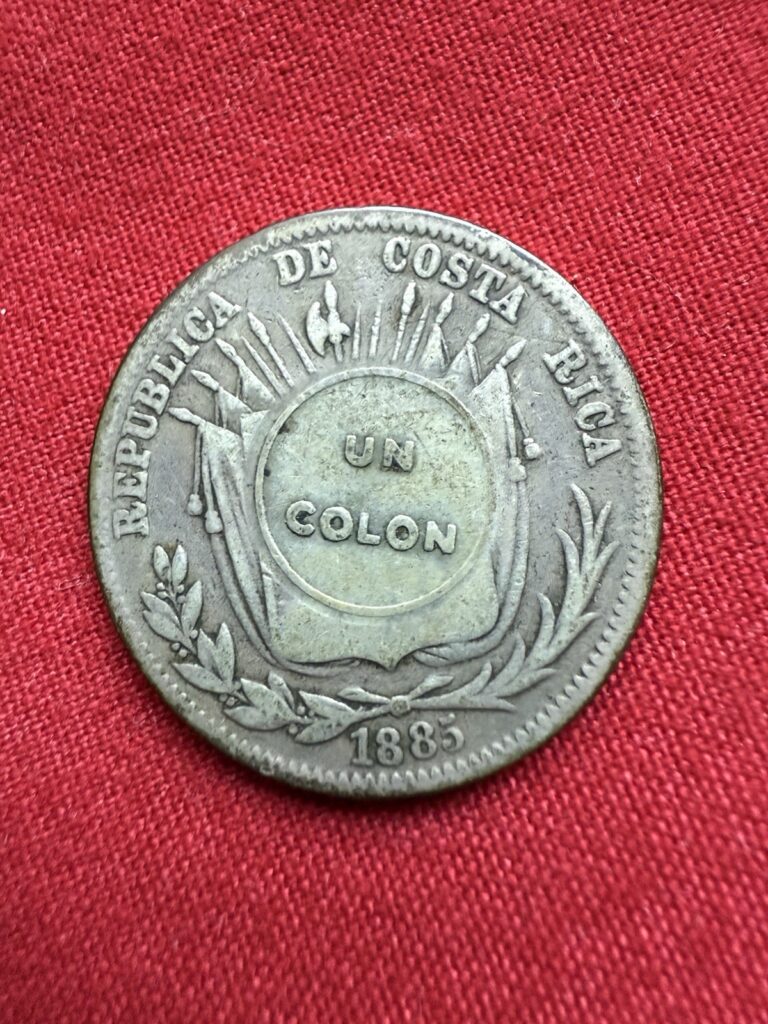 REPUBLICA DE COSTA RICA
UN
COLON
1885